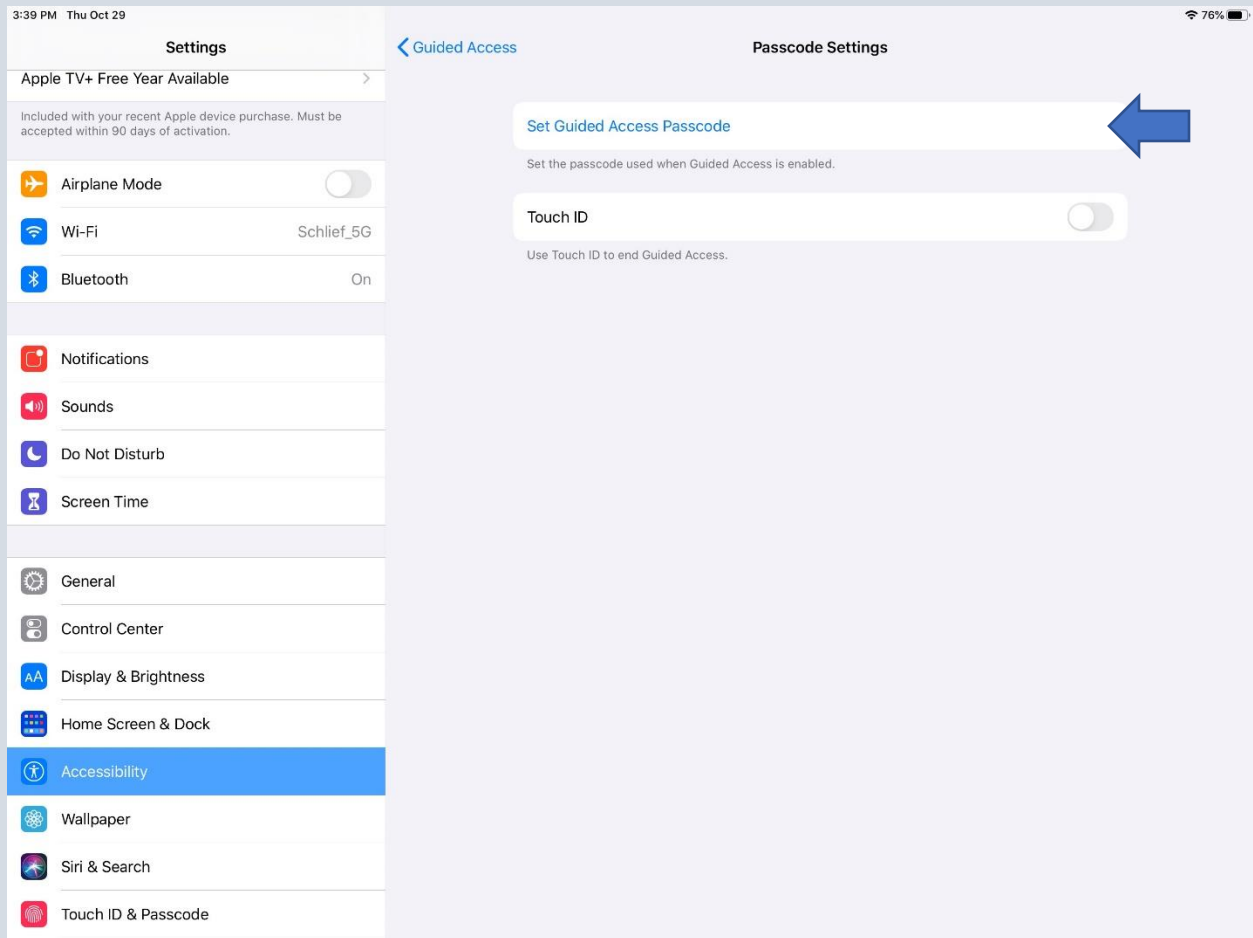 3:39 PM Thu Oct 29
76%
Settings
Apple TV+ Free Year Available
Included with your recent Apple device purchase. Must be
accepted within 90 days of activation.
Airplane Mode
Wi-Fi Schlief_5G
Bluetooth On
Notifications
Sounds
Do Not Disturb
Screen Time
General
Control Center
AA Display & Brightness
Home Screen & Dock
Accessibility
Wallpaper
Siri & Search
Touch ID & Passcode
Guided Access
Passcode Settings
Set Guided Access Passcode
Set the passcode used when Guided Access is enabled.
Touch ID
Use Touch ID to end Guided Access.